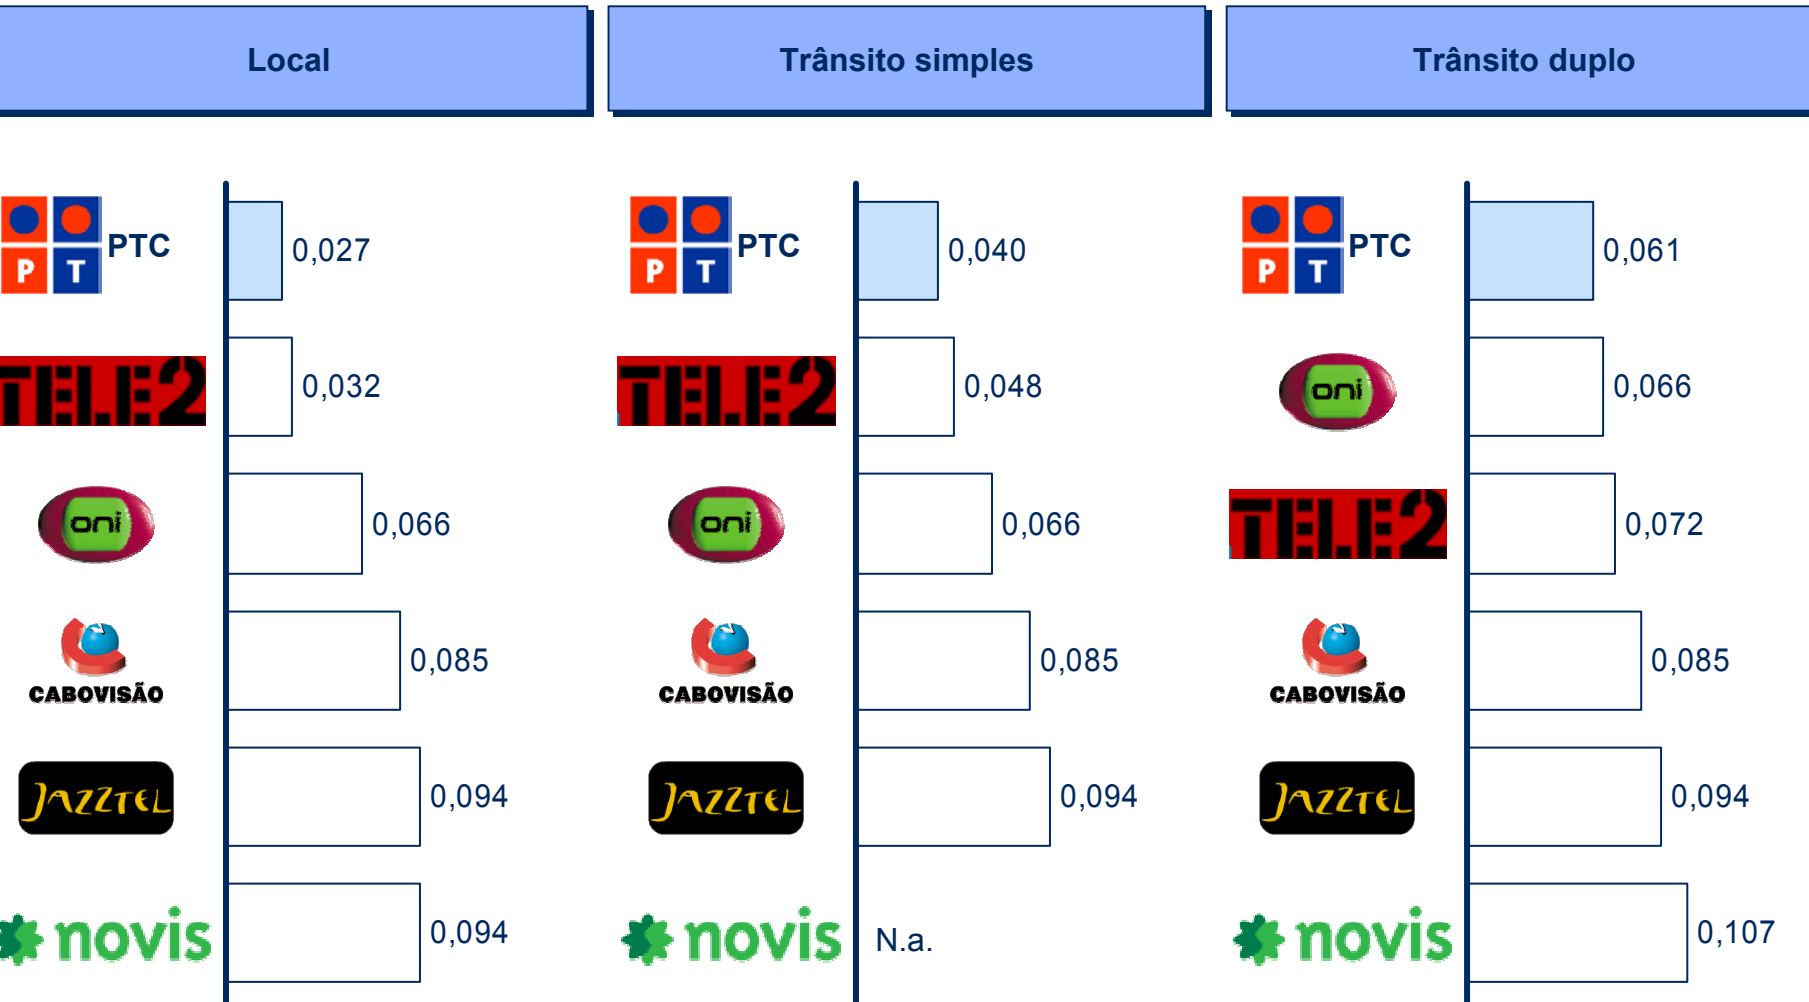 Local Trânsito simples Trânsito duplo
PT PTC 0,027 PT PTC 0,040 PT PTC 0,061
TELE2 0,032 TELE2 0,048 oni 0,066
oni 0,066 oni 0,066 TELE2 0,072
CABOVISÃO 0,085 CABOVISÃO 0,085 CABOVISÃO 0,085
JAZZTEL 0,094 JAZZTEL 0,094 JAZZTEL 0,094
novis 0,094 novis N.a. novis 0,107